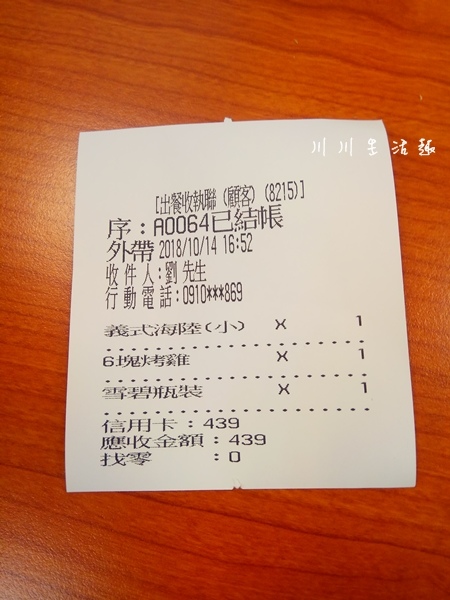 川川生活趣
[出餐收執聯 (顧客) (8215)]
序：A0064已結帳
外帶 2018/10/14 16:52
收件人：劉 先生
行動電話：0910***869
義式海陸(小) X 1
6塊烤雞 X 1
雪碧瓶裝 X 1
信用卡：439
應收金額：439
找零 ：0